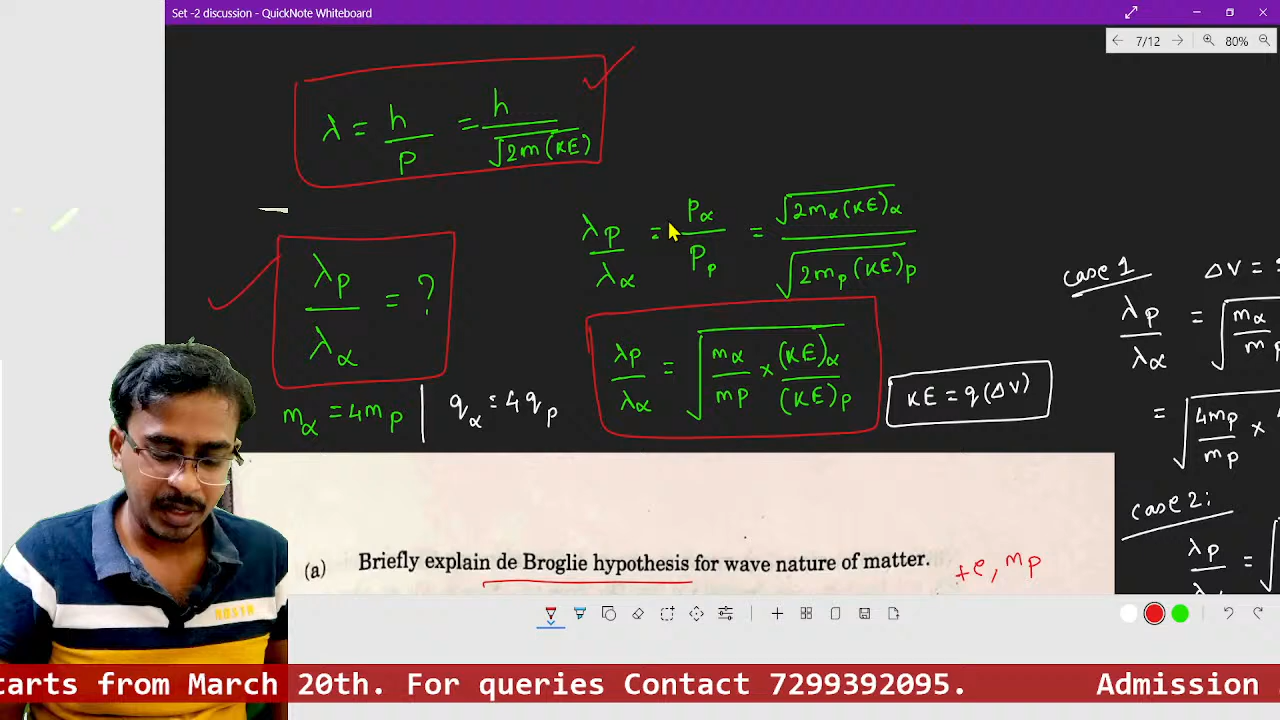 Set -2 discussion - QuickNote Whiteboard
7/12
80%
λ = h/p = h/√2m(KE)
λp/λα = pα/pp = √2mα(KE)α/√2mp(KE)p
λp/λα = ?
λp/λα = √mα/mp × (KE)α/(KE)p
KE = q(ΔV)
mα = 4mp | qα = 4qp
case 1
ΔV =
λp/λα = √mα/m
= √4mp/mp ×
case 2:
λp/λα = √
(a) Briefly explain de Broglie hypothesis for wave nature of matter.
+e, mp
tarts from March 20th. For queries Contact 7299392095. Admission